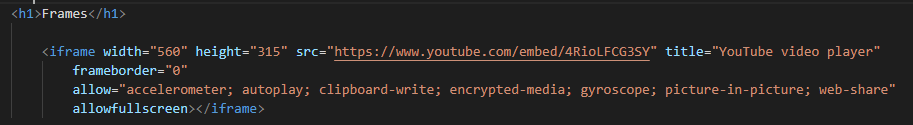 <h1>Frames</h1>
<iframe width="560" height="315" src="https://www.youtube.com/embed/4RioLFCG3SY" title="YouTube video player"
frameborder="0"
allow="accelerometer; autoplay; clipboard-write; encrypted-media; gyroscope; picture-in-picture; web-share"
allowfullscreen></iframe>